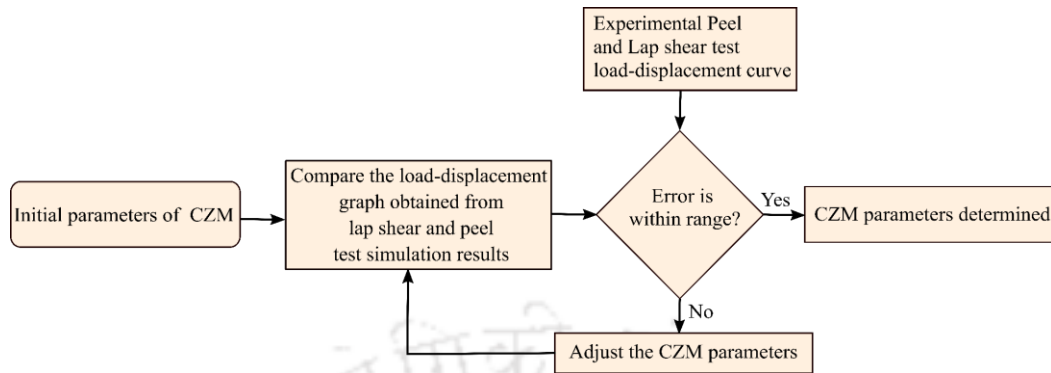 Experimental Peel
and Lap shear test
load-displacement curve
Initial parameters of CZM
Compare the load-displacement
graph obtained from
lap shear and peel
test simulation results
Error is
within range?
Yes
CZM parameters determined
No
Adjust the CZM parameters